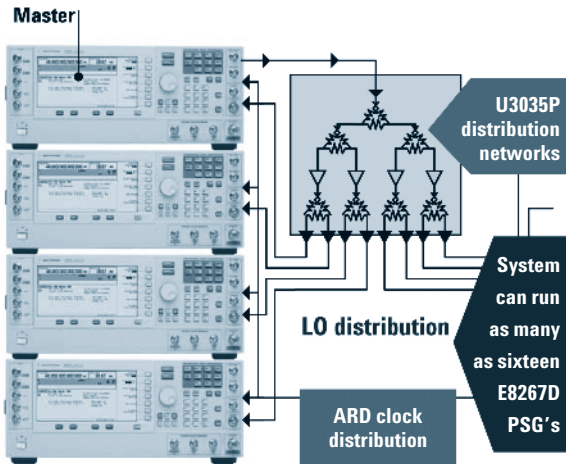 Master
U3035P
distribution
networks
LO distribution
System
can run
as many
as sixteen
E8267D
PSG's
ARD clock
distribution